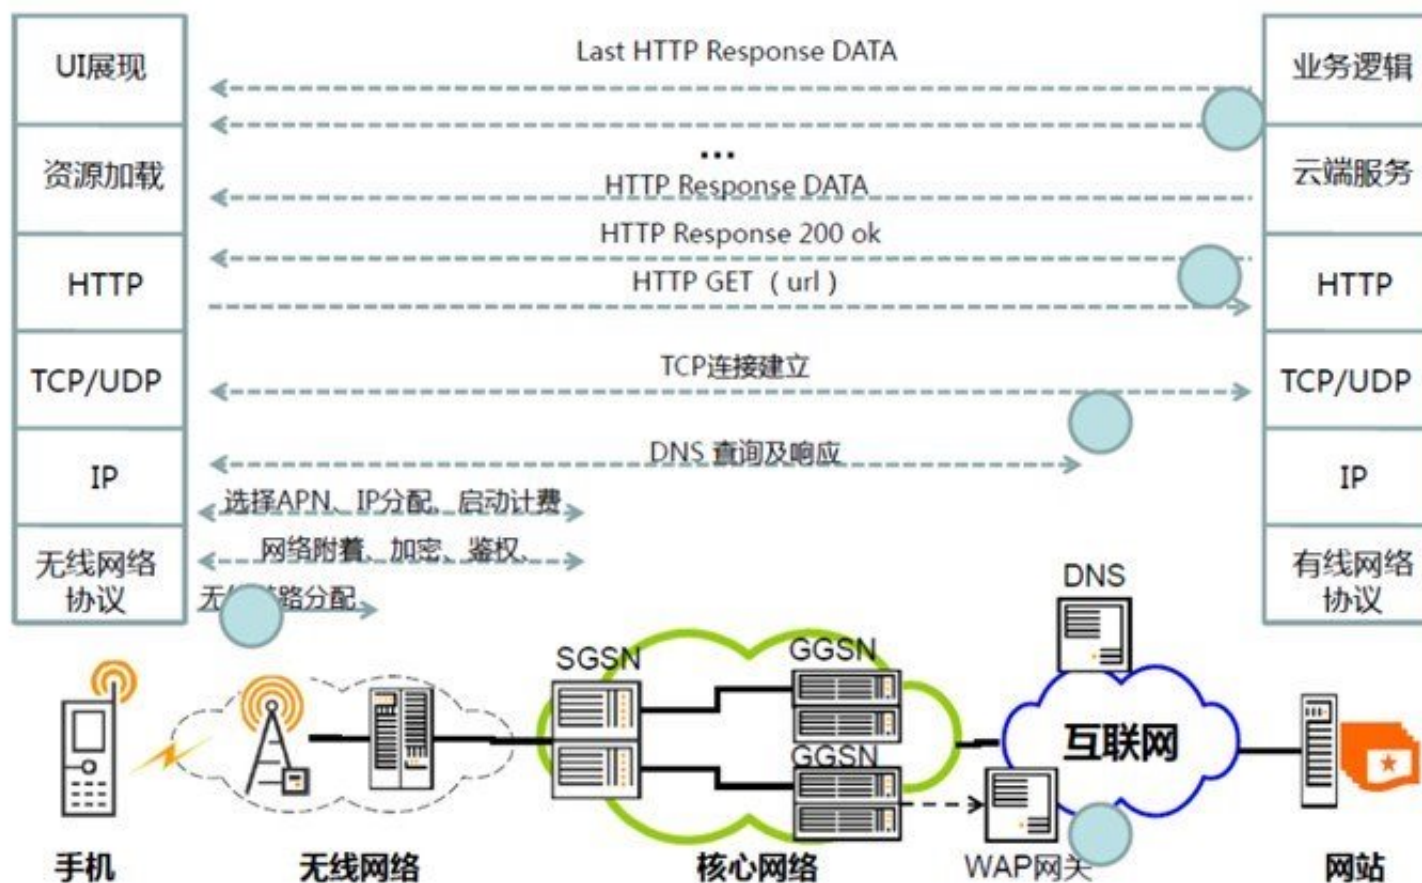 UI展现
Last HTTP Response DATA
业务逻辑
...
资源加载
HTTP Response DATA
云端服务
HTTP Response 200 ok
HTTP
HTTP GET （url）
HTTP
TCP/UDP
TCP连接建立
TCP/UDP
IP
DNS 查询及响应
IP
选择APN、IP分配、启动计费
无线网络
协议
网络附着、加密、鉴权、
有线网络
协议
路分配
DNS
SGSN
GGSN
GGSN
互联网
手机
无线网络
核心网络
WAP网关
网站